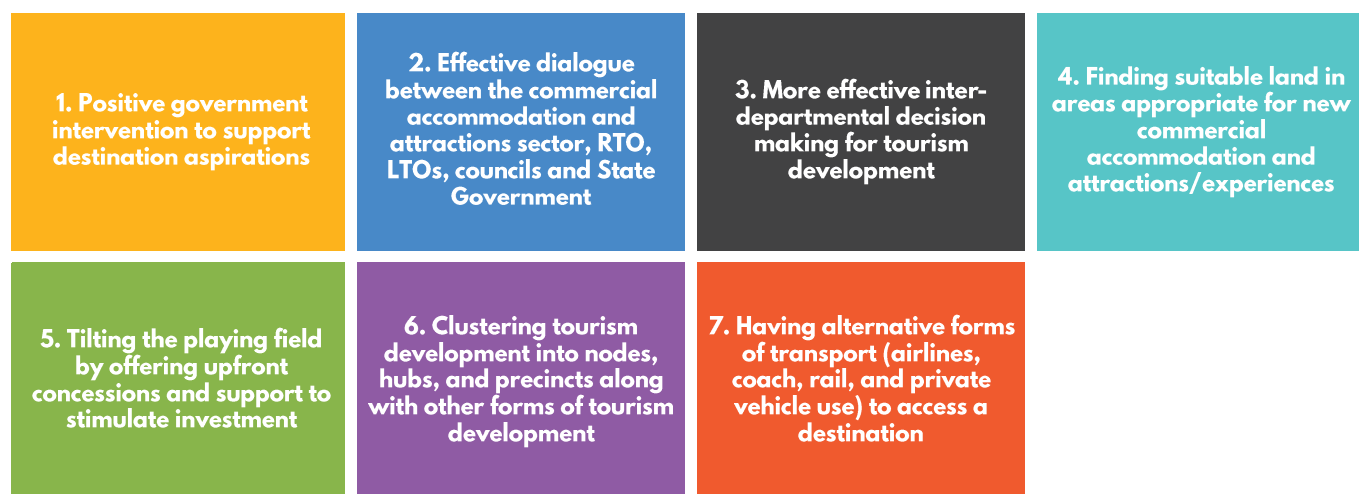 1. Positive government
intervention to support
destination aspirations
2. Effective dialogue
between the commercial
accommodation and
attractions sector, RTO,
LTOs, councils and State
Government
3. More effective inter-
departmental decision
making for tourism
development
4. Finding suitable land in
areas appropriate for new
commercial
accommodation and
attractions/experiences
5. Tilting the playing field
by offering upfront
concessions and support to
stimulate investment
6. Clustering tourism
development into nodes,
hubs, and precincts along
with other forms of tourism
development
7. Having alternative forms
of transport (airlines,
coach, rail, and private
vehicle use) to access a
destination